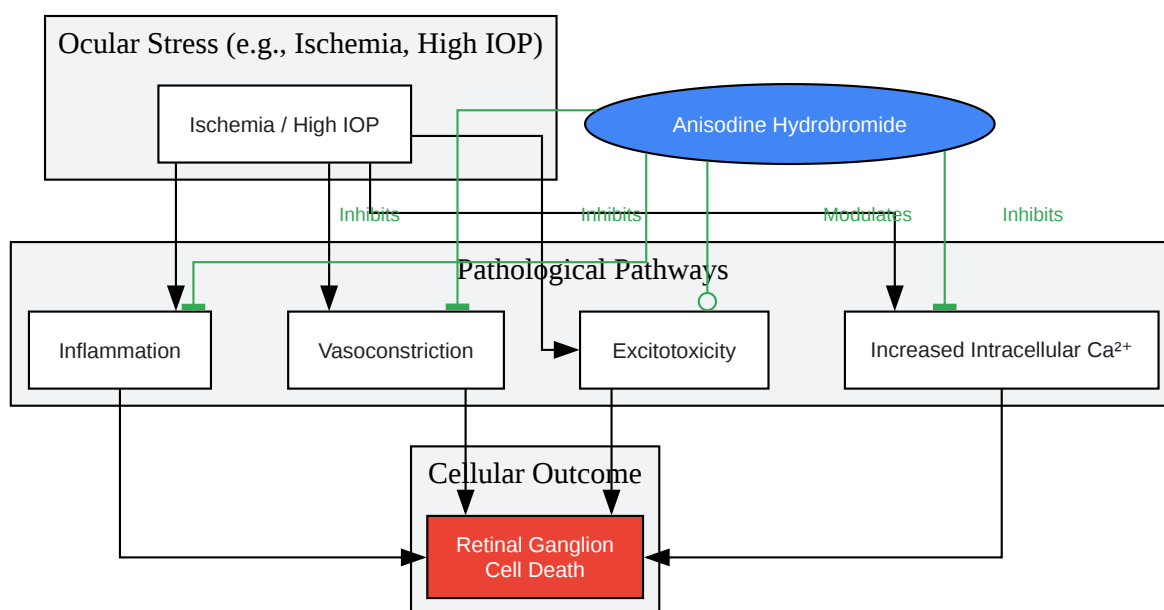 Ocular Stress (e.g., Ischemia, High IOP)
Ischemia / High IOP
Anisodine Hydrobromide
Inhibits
Inhibits
Modulates
Inhibits
Pathological Pathways
Inflammation
Vasoconstriction
Excitotoxicity
Increased Intracellular Ca²⁺
Cellular Outcome
Retinal Ganglion
Cell Death